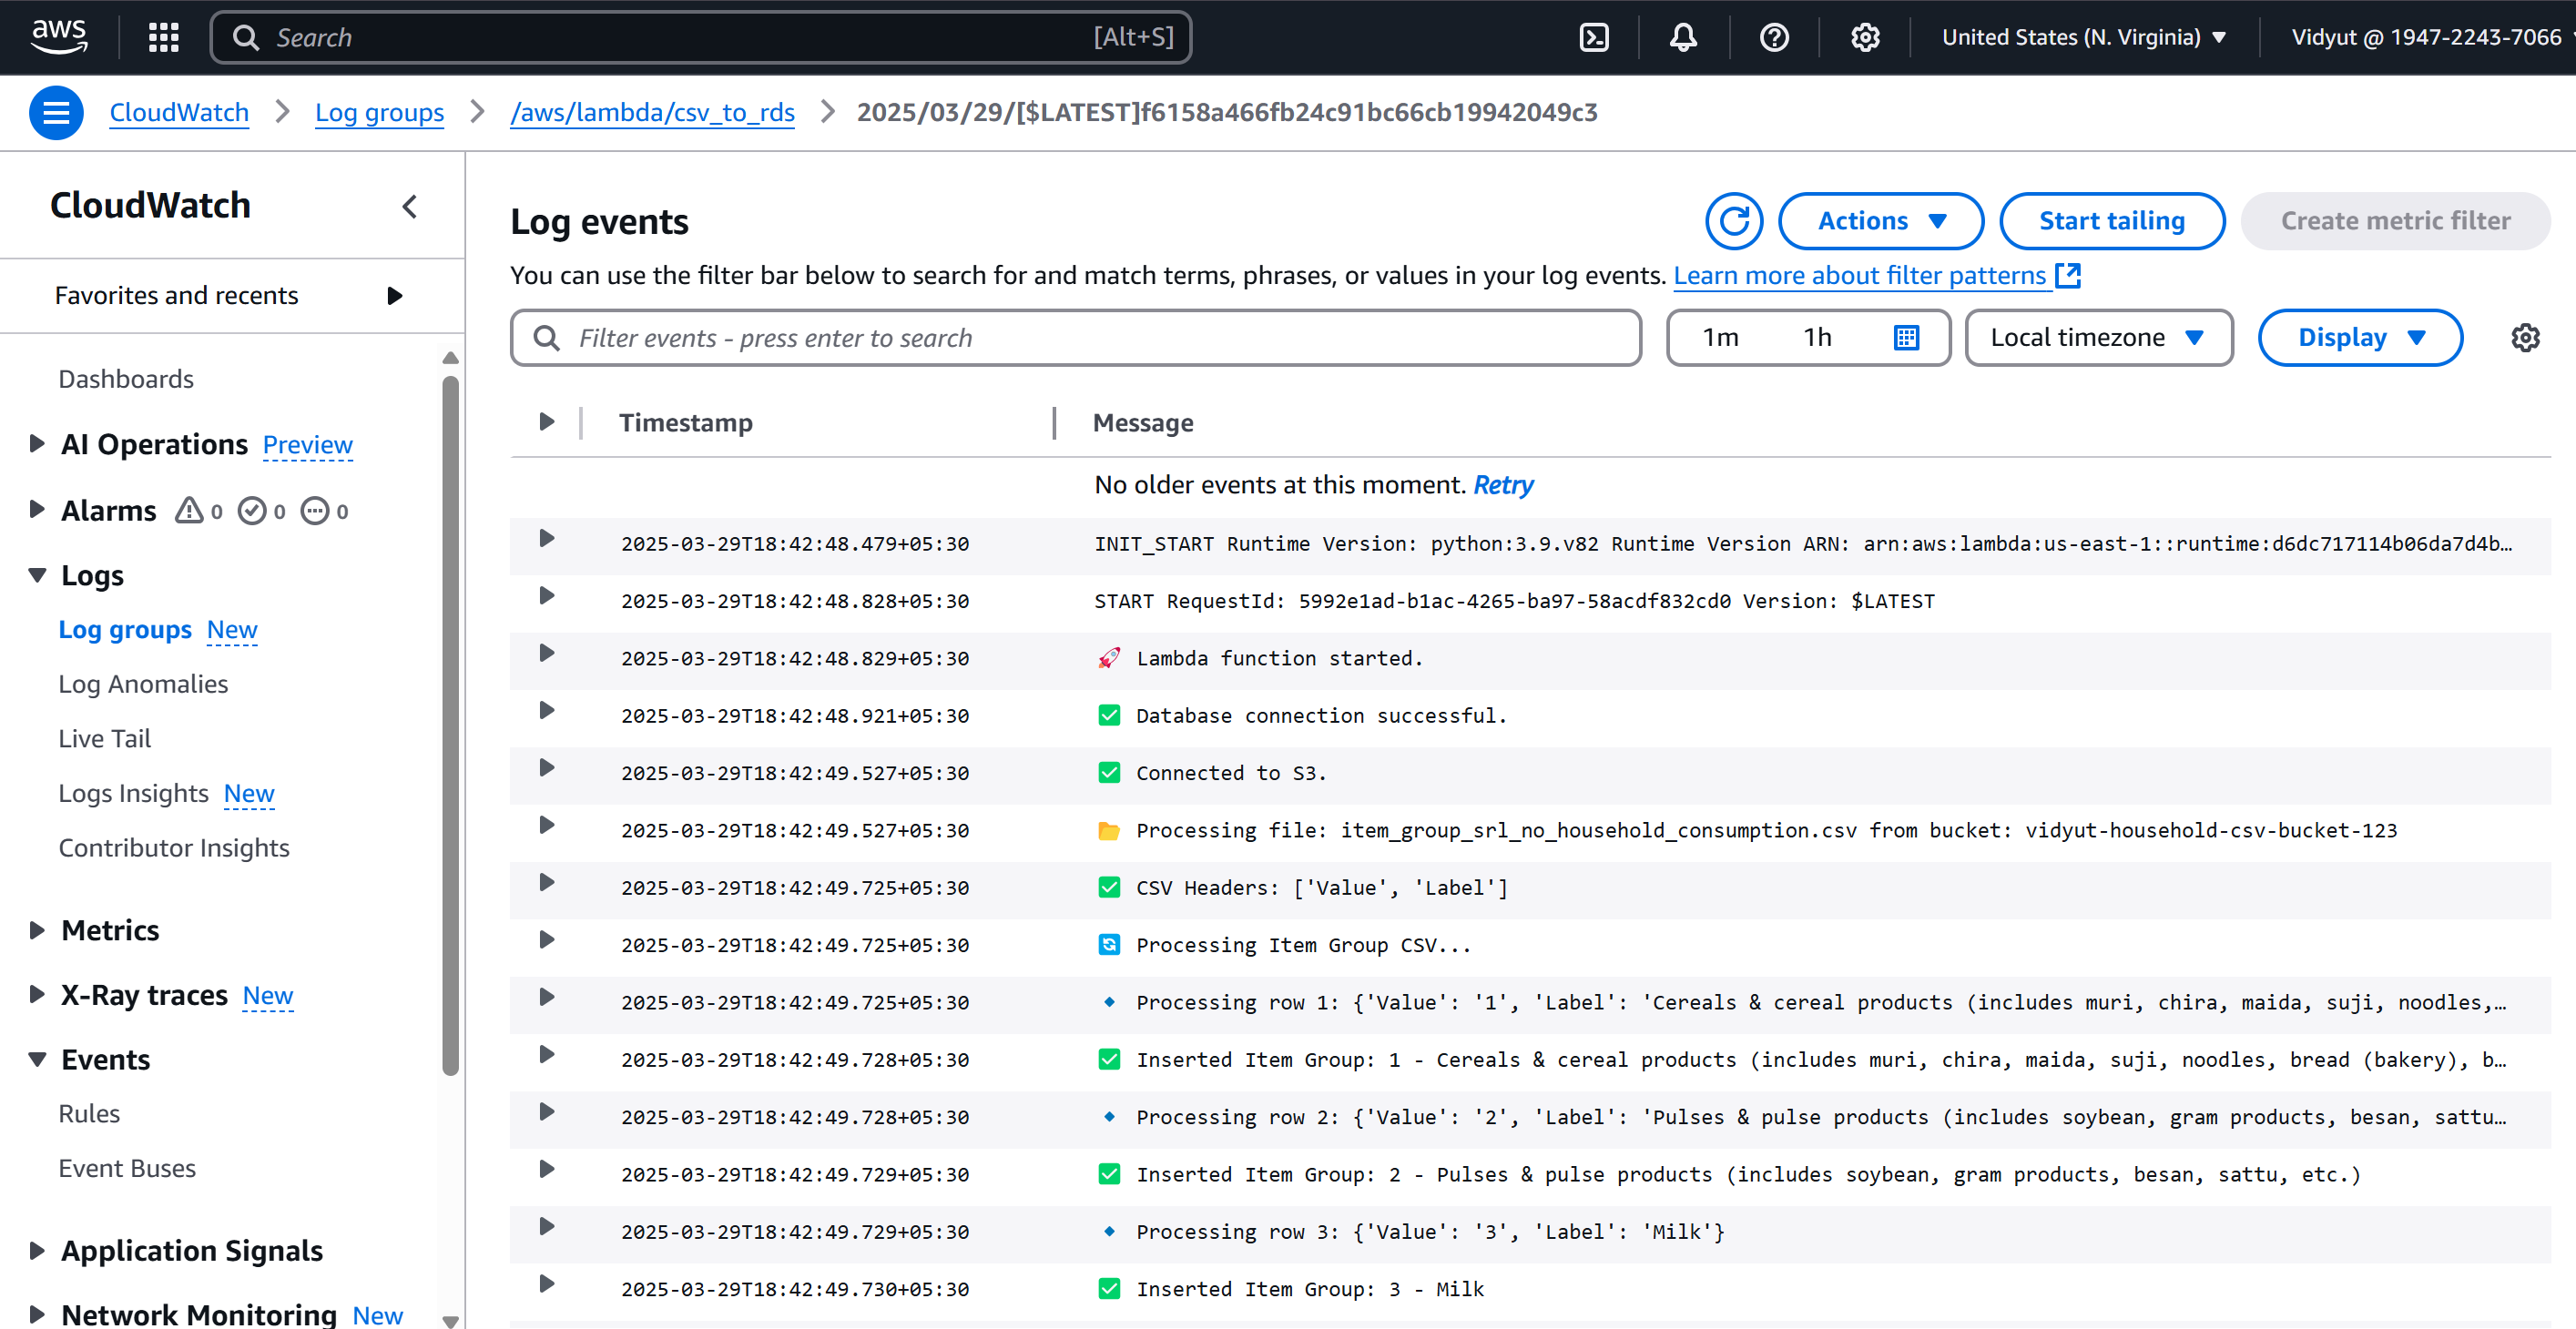 aws Search [Alt+S] United States (N. Virginia) Vidyut @ 1947-2243-7066
CloudWatch Log groups /aws/lambda/csv_to_rds 2025/03/29/[$LATEST]f6158a466fb24c91bc66cb19942049c3
CloudWatch
Favorites and recents
Dashboards
AI Operations Preview
Alarms 0 0 0
Logs
Log groups New
Log Anomalies
Live Tail
Logs Insights New
Contributor Insights
Metrics
X-Ray traces New
Events
Rules
Event Buses
Application Signals
Network Monitoring New
Log events
Actions Start tailing Create metric filter
You can use the filter bar below to search for and match terms, phrases, or values in your log events. Learn more about filter patterns
Filter events - press enter to search 1m 1h Local timezone Display
Timestamp Message
No older events at this moment. Retry
2025-03-29T18:42:48.479+05:30 INIT_START Runtime Version: python:3.9.v82 Runtime Version ARN: arn:aws:lambda:us-east-1::runtime:d6dc717114b06da7d4b…
2025-03-29T18:42:48.828+05:30 START RequestId: 5992e1ad-b1ac-4265-ba97-58acdf832cd0 Version: $LATEST
2025-03-29T18:42:48.829+05:30 🚀 Lambda function started.
2025-03-29T18:42:48.921+05:30 ✅ Database connection successful.
2025-03-29T18:42:49.527+05:30 ✅ Connected to S3.
2025-03-29T18:42:49.527+05:30 📂 Processing file: item_group_srl_no_household_consumption.csv from bucket: vidyut-household-csv-bucket-123
2025-03-29T18:42:49.725+05:30 ✅ CSV Headers: ['Value', 'Label']
2025-03-29T18:42:49.725+05:30 🔄 Processing Item Group CSV...
2025-03-29T18:42:49.725+05:30 🔹 Processing row 1: {'Value': '1', 'Label': 'Cereals & cereal products (includes muri, chira, maida, suji, noodles,…
2025-03-29T18:42:49.728+05:30 ✅ Inserted Item Group: 1 - Cereals & cereal products (includes muri, chira, maida, suji, noodles, bread (bakery), b…
2025-03-29T18:42:49.728+05:30 🔹 Processing row 2: {'Value': '2', 'Label': 'Pulses & pulse products (includes soybean, gram products, besan, sattu…
2025-03-29T18:42:49.729+05:30 ✅ Inserted Item Group: 2 - Pulses & pulse products (includes soybean, gram products, besan, sattu, etc.)
2025-03-29T18:42:49.729+05:30 🔹 Processing row 3: {'Value': '3', 'Label': 'Milk'}
2025-03-29T18:42:49.730+05:30 ✅ Inserted Item Group: 3 - Milk